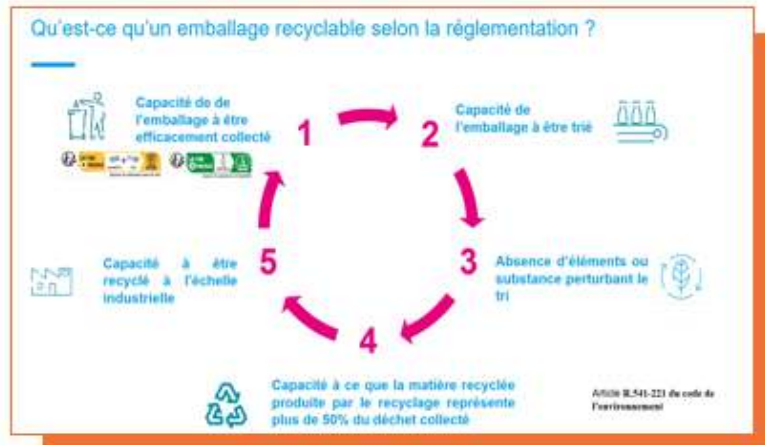 Qu'est-ce qu'un emballage recyclable selon la réglementation ?
Capacité de de
l'emballage à être
efficacement collecté
1
2
Capacité de
l'emballage à être trié
5
Capacité à être
recyclé à l'échelle
industrielle
3
Absence d'éléments ou
substance perturbant le
tri
4
Capacité à ce que la matière recyclée
produite par le recyclage représente
plus de 50% du déchet collecté
Article R.541-221 du code de
l'environnement